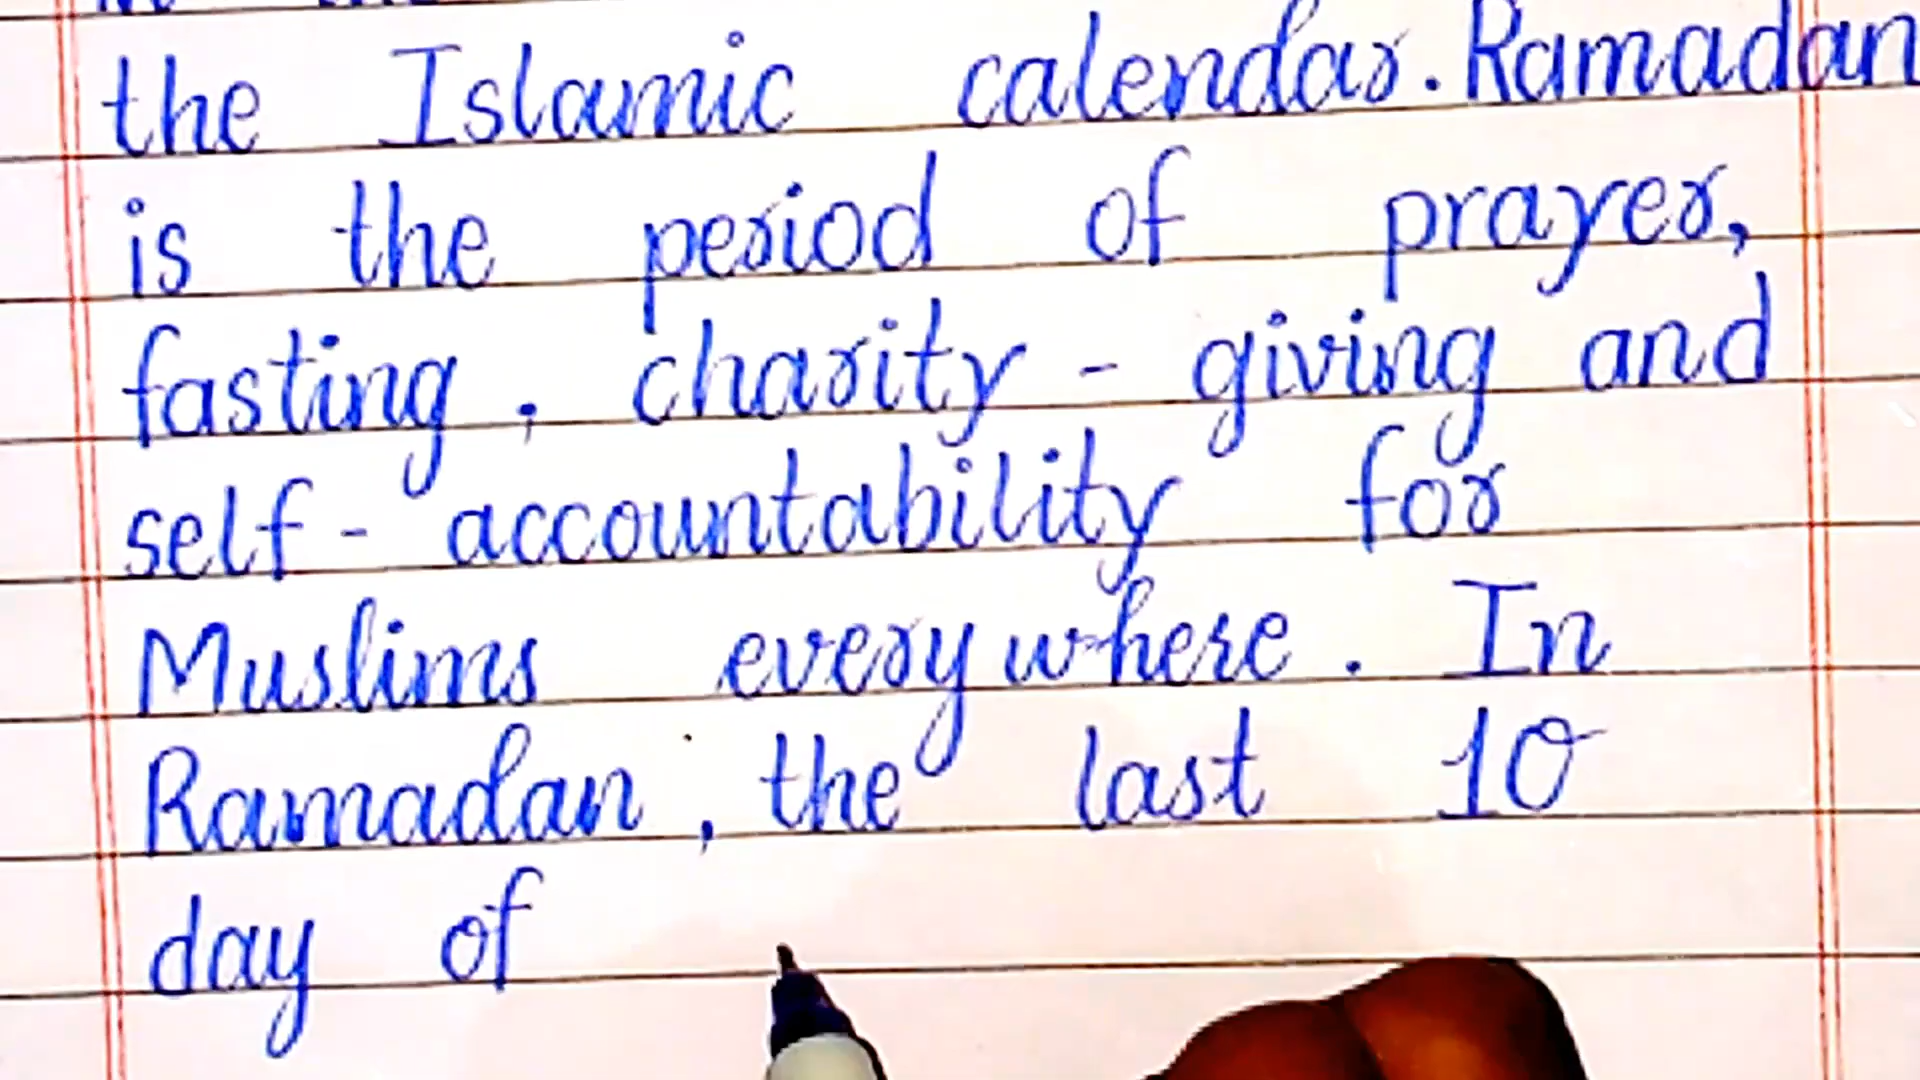 the Islamic calendar. Ramadan
is the period of prayer,
fasting, charity - giving and
self - accountability for
Muslims everywhere. In
Ramadan, the last 10
day of